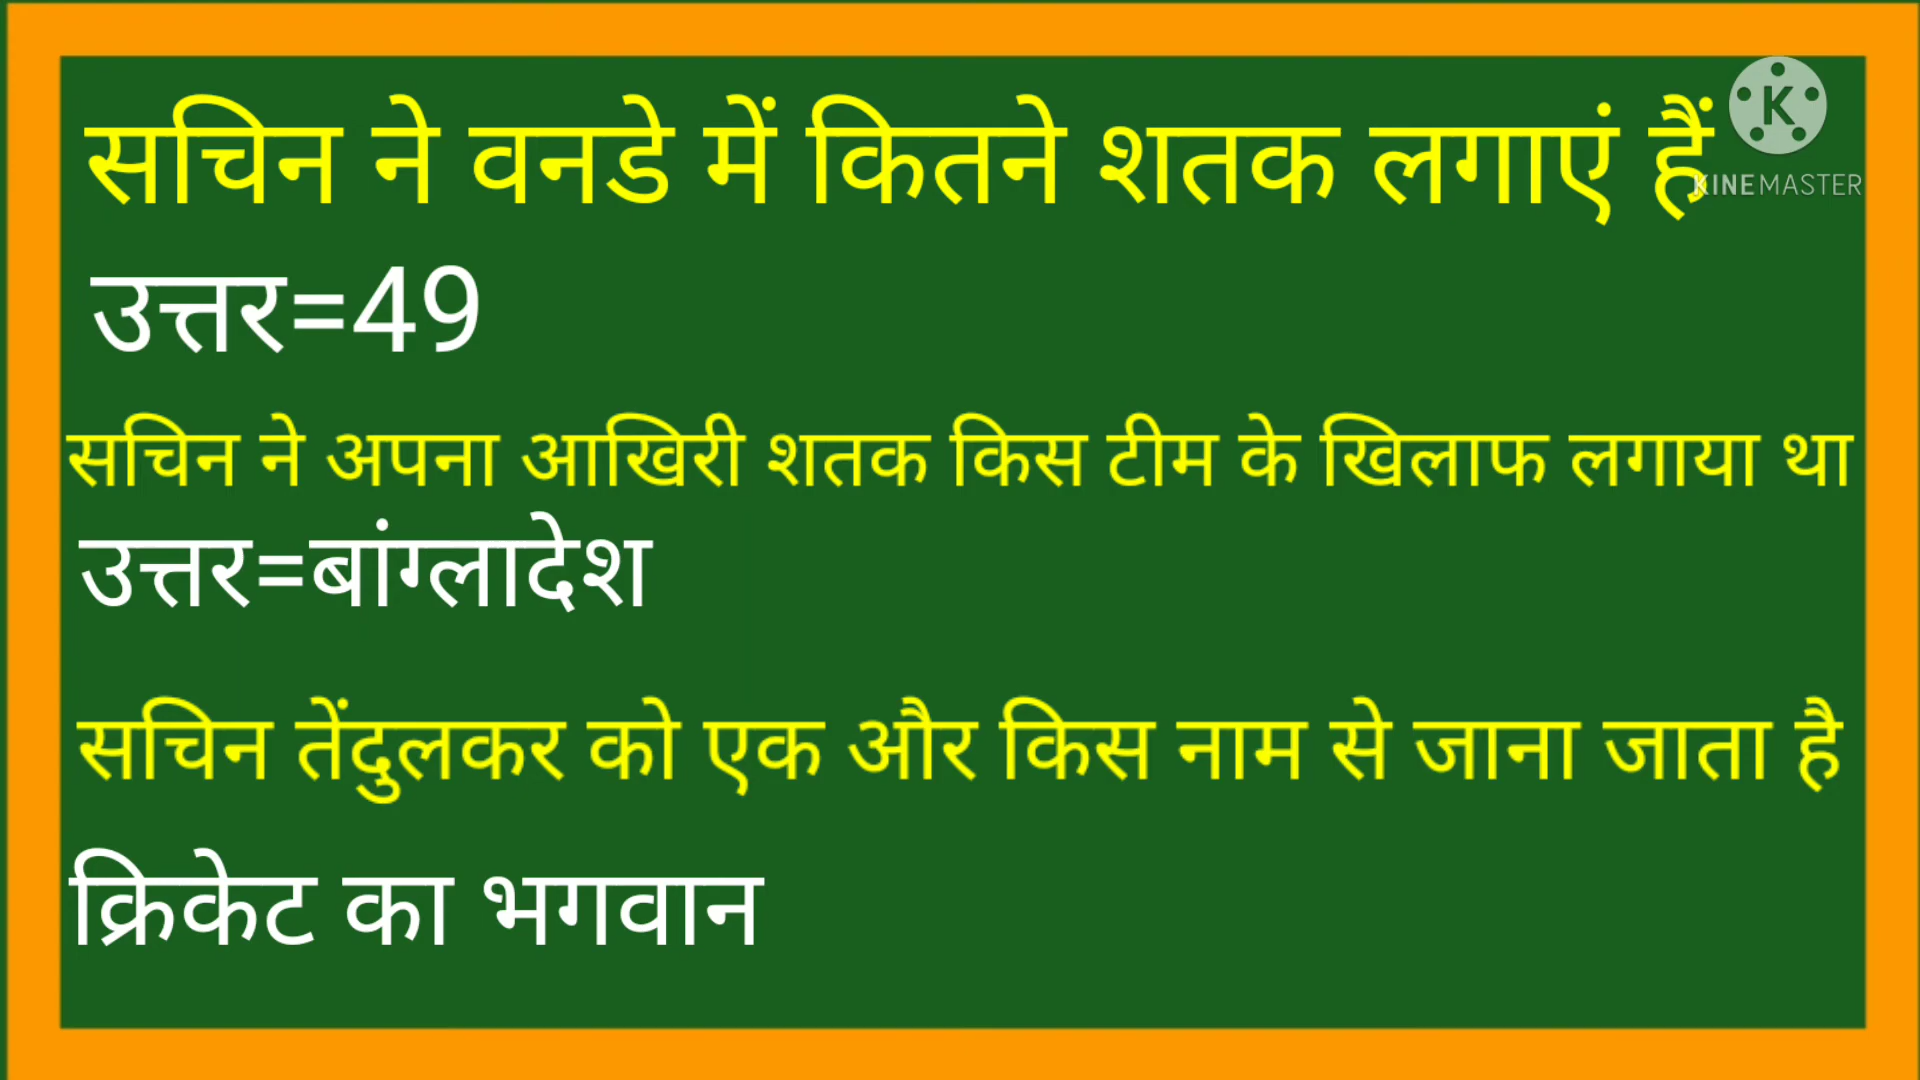 सचिन ने वनडे में कितने शतक लगाएं हैं
K
KINEMASTER
उत्तर=49
सचिन ने अपना आखिरी शतक किस टीम के खिलाफ लगाया था
उत्तर=बांग्लादेश
सचिन तेंदुलकर को एक और किस नाम से जाना जाता है
क्रिकेट का भगवान